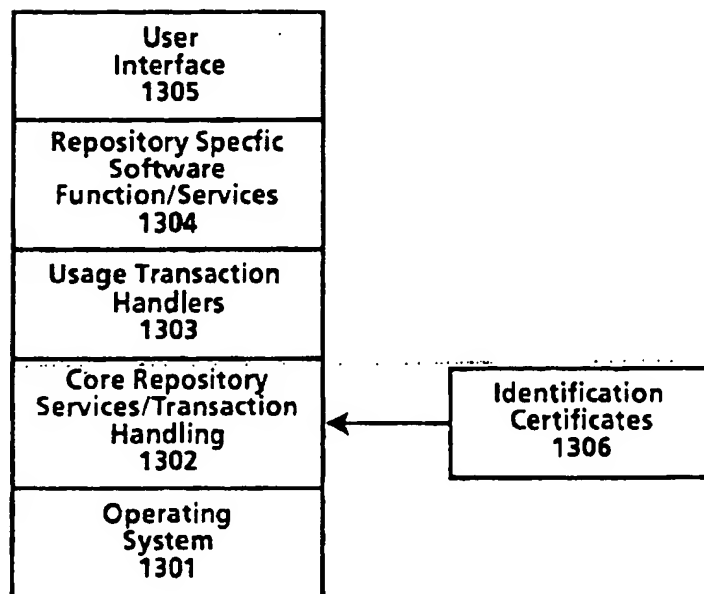 User
Interface
1305
Repository Specfic
Software
Function/Services
1304
Usage Transaction
Handlers
1303
Core Repository
Services/Transaction
Handling
1302
Identification
Certificates
1306
Operating
System
1301